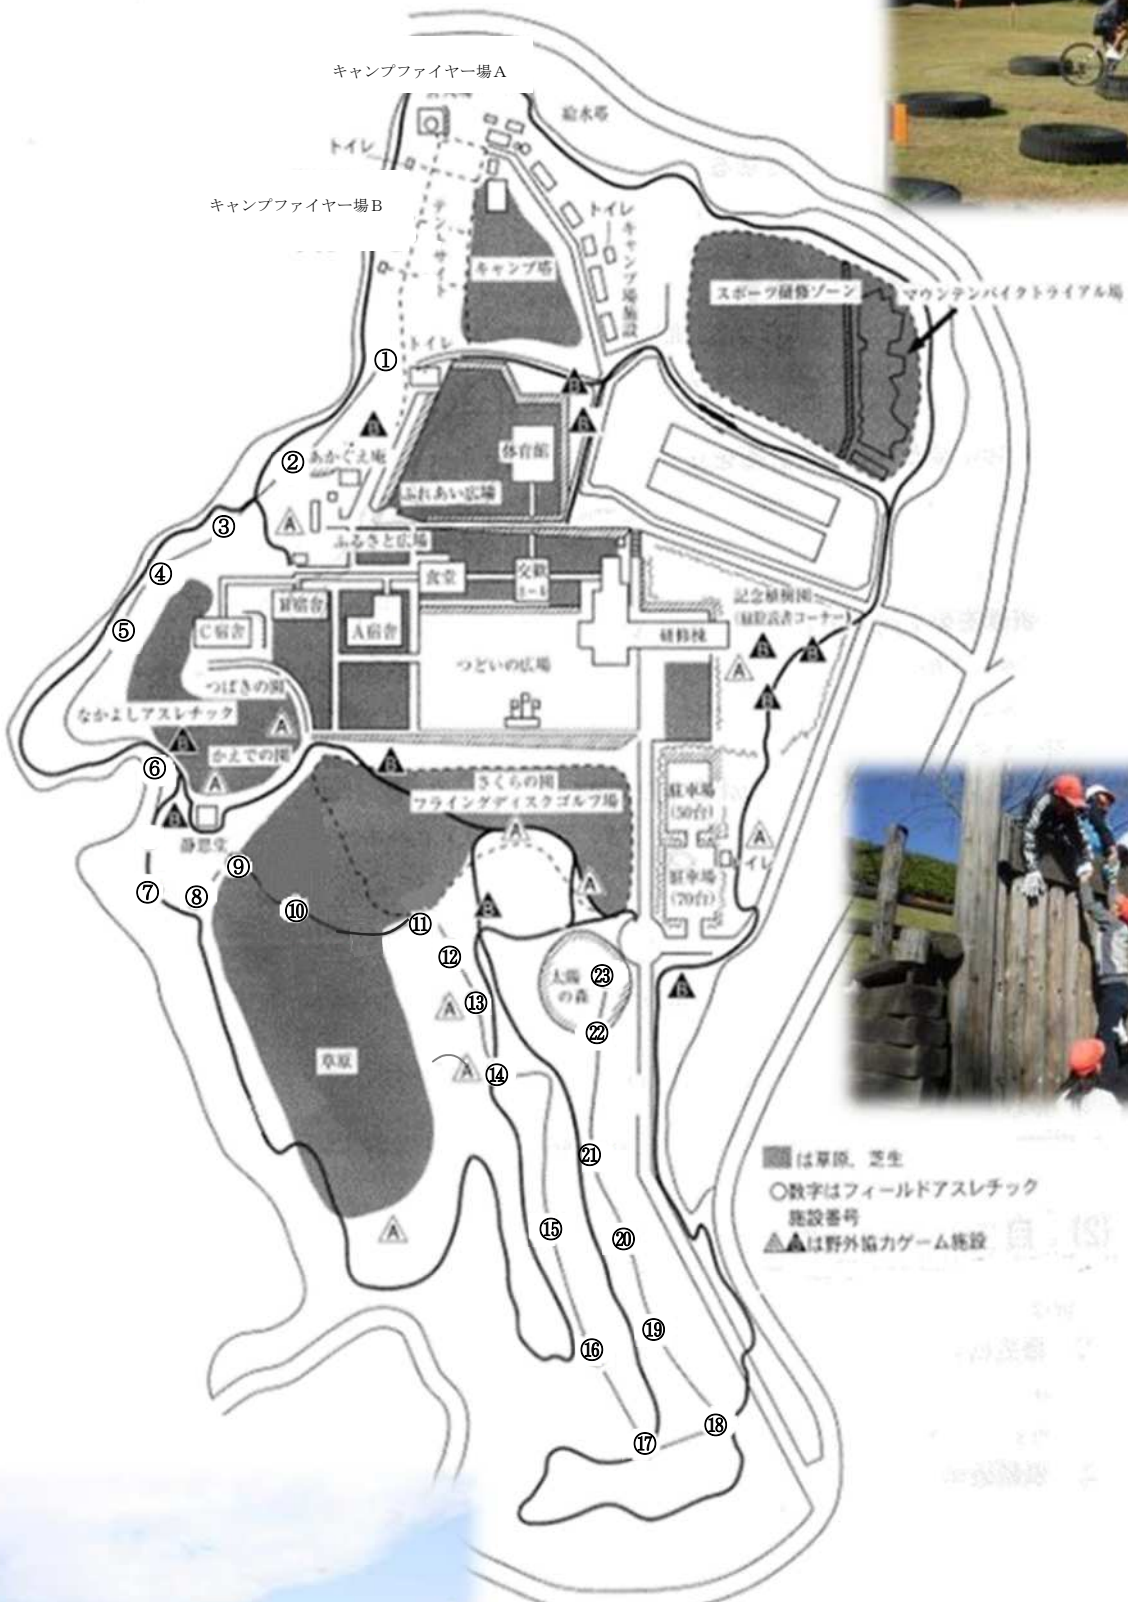 キャンプファイヤー場A
給水塔
トイレ
キャンプファイヤー場B
テントサイト
トイレ
キャンプ場施設
キャンプ塔
スポーツ研修ゾーン
マウンテンバイクトライアル場
トイレ
①
B
B
B
体育館
②
あかぐえ庵
ふれあい広場
A
③
ふるさと広場
④
食堂
交歓ホール
記念植樹園
C宿舎
A宿舎
研修棟
⑤
B
B
A
つどいの広場
つばきの園
B
なかよしアスレチック
A
B
かえでの園
B
⑥
A
さくらの園
フライングディスクゴルフ場
駐車場
(50台)
B
静思堂
A
A
トイレ
⑨
駐車場
(70台)
⑦
⑧
A
⑩
B
⑪
⑫
太陽の森
㉓
B
A
⑬
㉒
草原
A
⑭
㉑
は草原、芝生
○数字はフィールドアスレチック
施設番号
ABは野外協力ゲーム施設
A
⑮
⑳
⑲
⑯
⑱
⑰